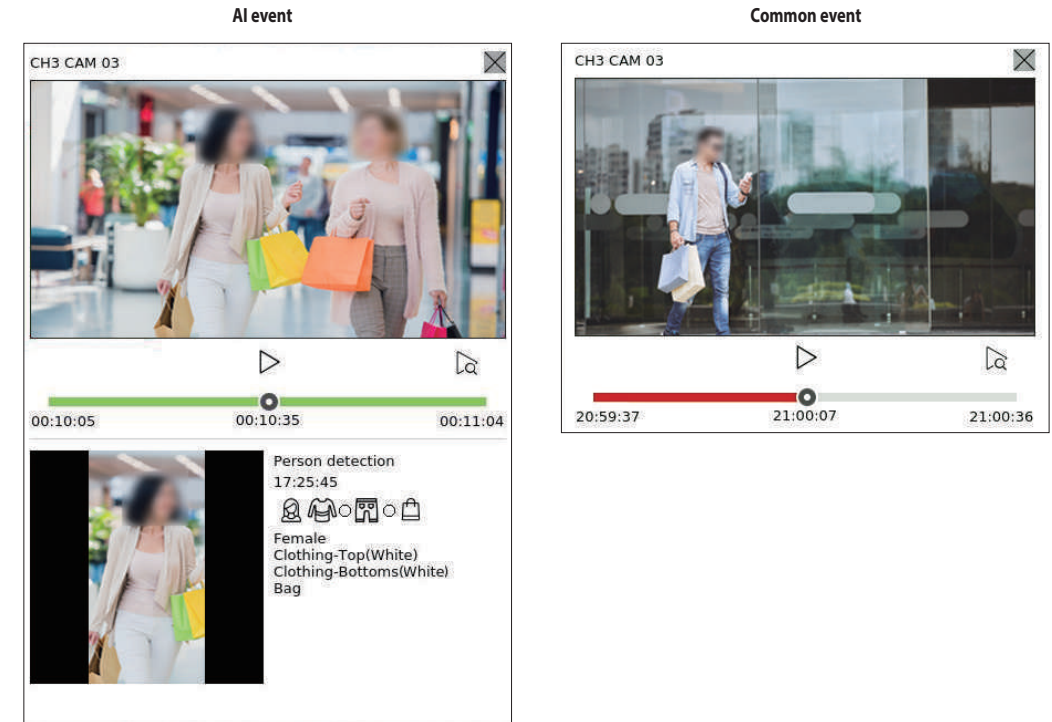 AI event
CH3 CAM 03
00:10:05
00:10:35
00:11:04
Person detection
17:25:45
Female
Clothing-Top(White)
Clothing-Bottoms(White)
Bag
Common event
CH3 CAM 03
20:59:37
21:00:07
21:00:36